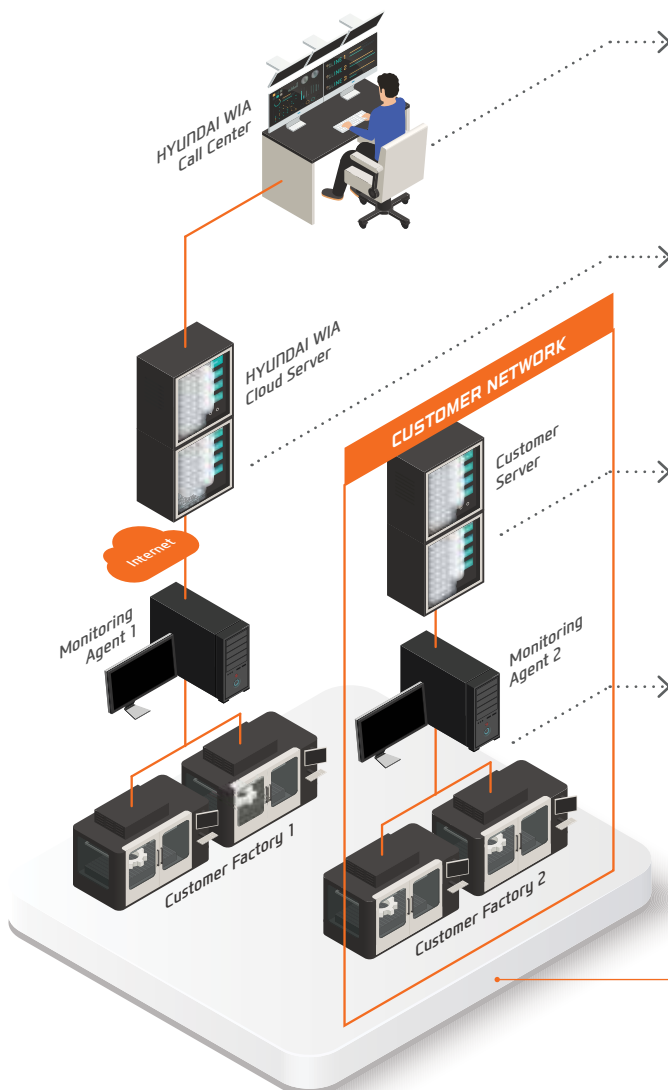 HYUNDAI WIA
Call Center
HYUNDAI WIA
Cloud Server
CUSTOMER NETWORK
Customer
Server
Internet
Monitoring
Agent 1
Monitoring
Agent 2
Customer Factory 1
Customer Factory 2